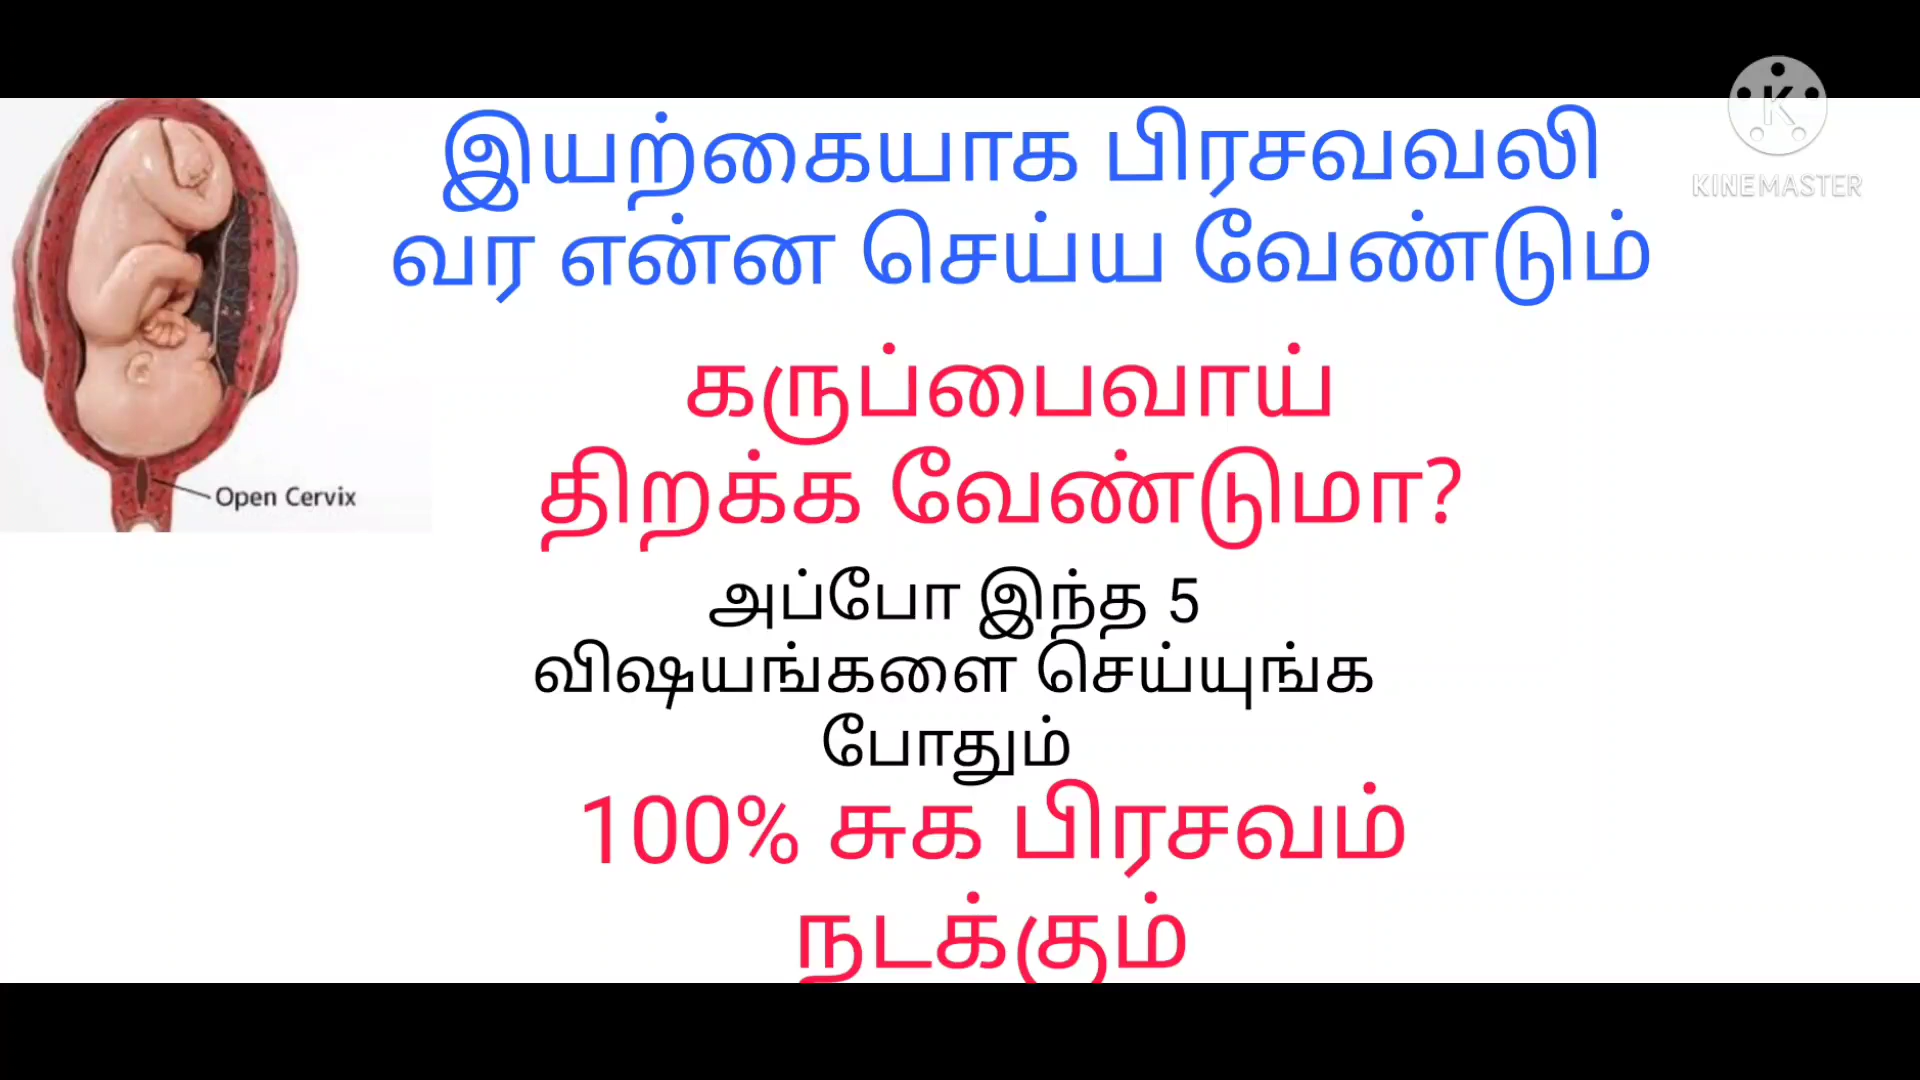 இயற்கையாக பிரசவவலி
வர என்ன செய்ய வேண்டும்
கருப்பைவாய்
திறக்க வேண்டுமா?
அப்போ இந்த 5
விஷயங்களை செய்யுங்க
போதும்
100% சுக பிரசவம்
நடக்கும்
Open Cervix
K
KINEMASTER